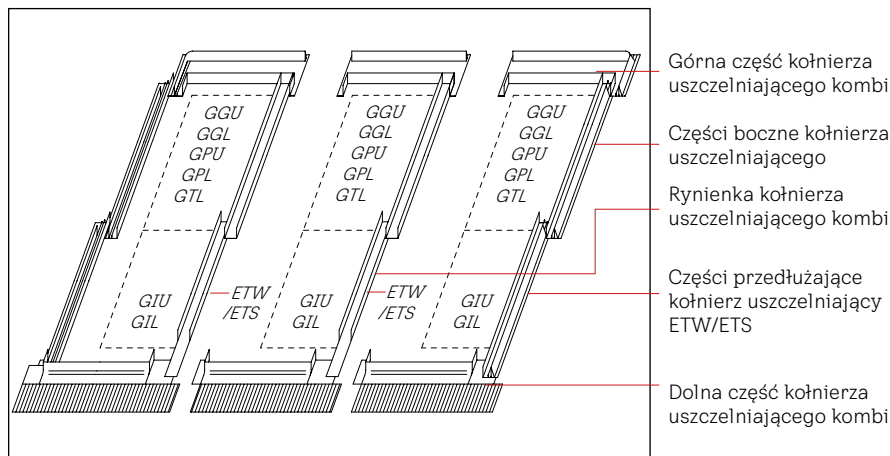 GGU
GGL
GPU
GPL
GTL
GIU
GIL
ETW
/ETS
GGU
GGL
GPU
GPL
GTL
GIU
GIL
ETW
/ETS
GGU
GGL
GPU
GPL
GTL
GIU
GIL
Górna część kołnierza
uszczelniającego kombi
Części boczne kołnierza
uszczelniającego
Rynienka kołnierza
uszczelniającego kombi
Części przedłużające
kołnierz uszczelniający
ETW/ETS
Dolna część kołnierza
uszczelniającego kombi